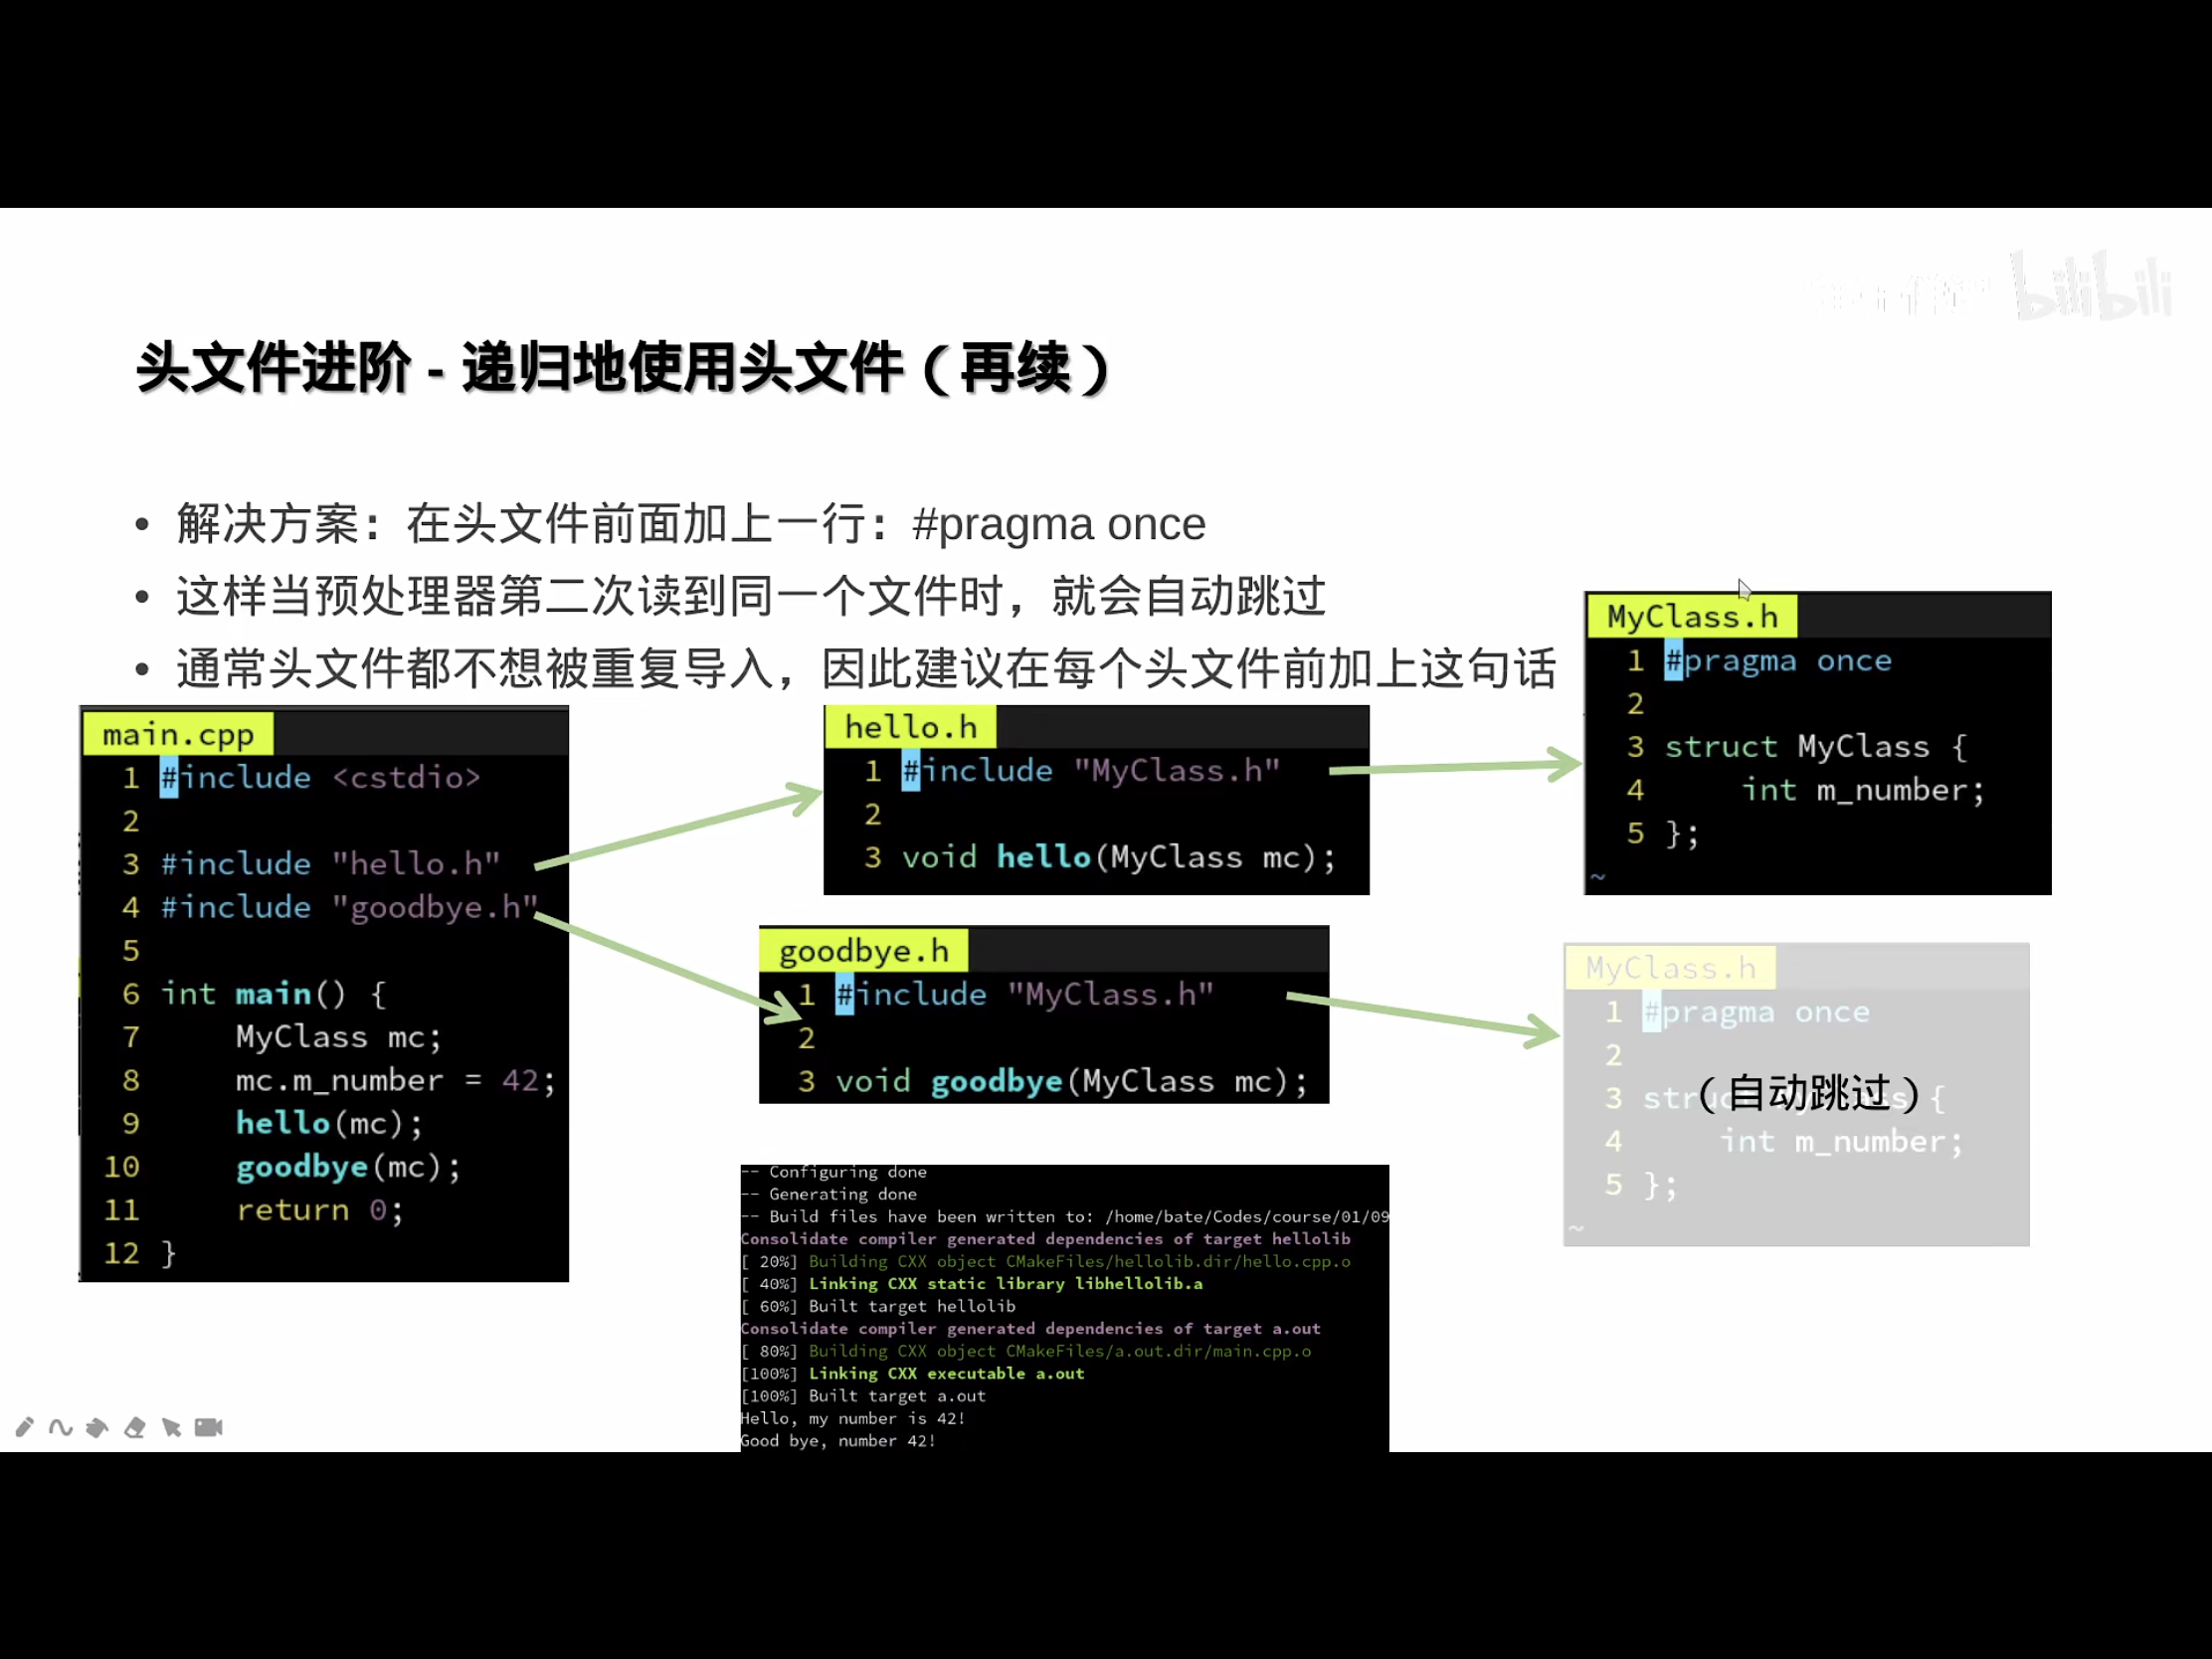 bilibili
头文件进阶 - 递归地使用头文件（再续）
• 解决方案：在头文件前面加上一行：#pragma once
• 这样当预处理器第二次读到同一个文件时，就会自动跳过
• 通常头文件都不想被重复导入，因此建议在每个头文件前加上这句话
main.cpp
1 #include <cstdio>
2
3 #include "hello.h"
4 #include "goodbye.h"
5
6 int main() {
7     MyClass mc;
8     mc.m_number = 42;
9     hello(mc);
10     goodbye(mc);
11     return 0;
12 }
hello.h
1 #include "MyClass.h"
2
3 void hello(MyClass mc);
MyClass.h
1 #pragma once
2
3 struct MyClass {
4     int m_number;
5 };
~
goodbye.h
1 #include "MyClass.h"
2
3 void goodbye(MyClass mc);
MyClass.h
1 #pragma once
2
3 struct MyClass {
（自动跳过）
4     int m_number;
5 };
~
-- Configuring done
-- Generating done
-- Build files have been written to: /home/bate/Codes/course/01/09
Consolidate compiler generated dependencies of target hellolib
[ 20%] Building CXX object CMakeFiles/hellolib.dir/hello.cpp.o
[ 40%] Linking CXX static library libhellolib.a
[ 60%] Built target hellolib
Consolidate compiler generated dependencies of target a.out
[ 80%] Building CXX object CMakeFiles/a.out.dir/main.cpp.o
[100%] Linking CXX executable a.out
[100%] Built target a.out
Hello, my number is 42!
Good bye, number 42!